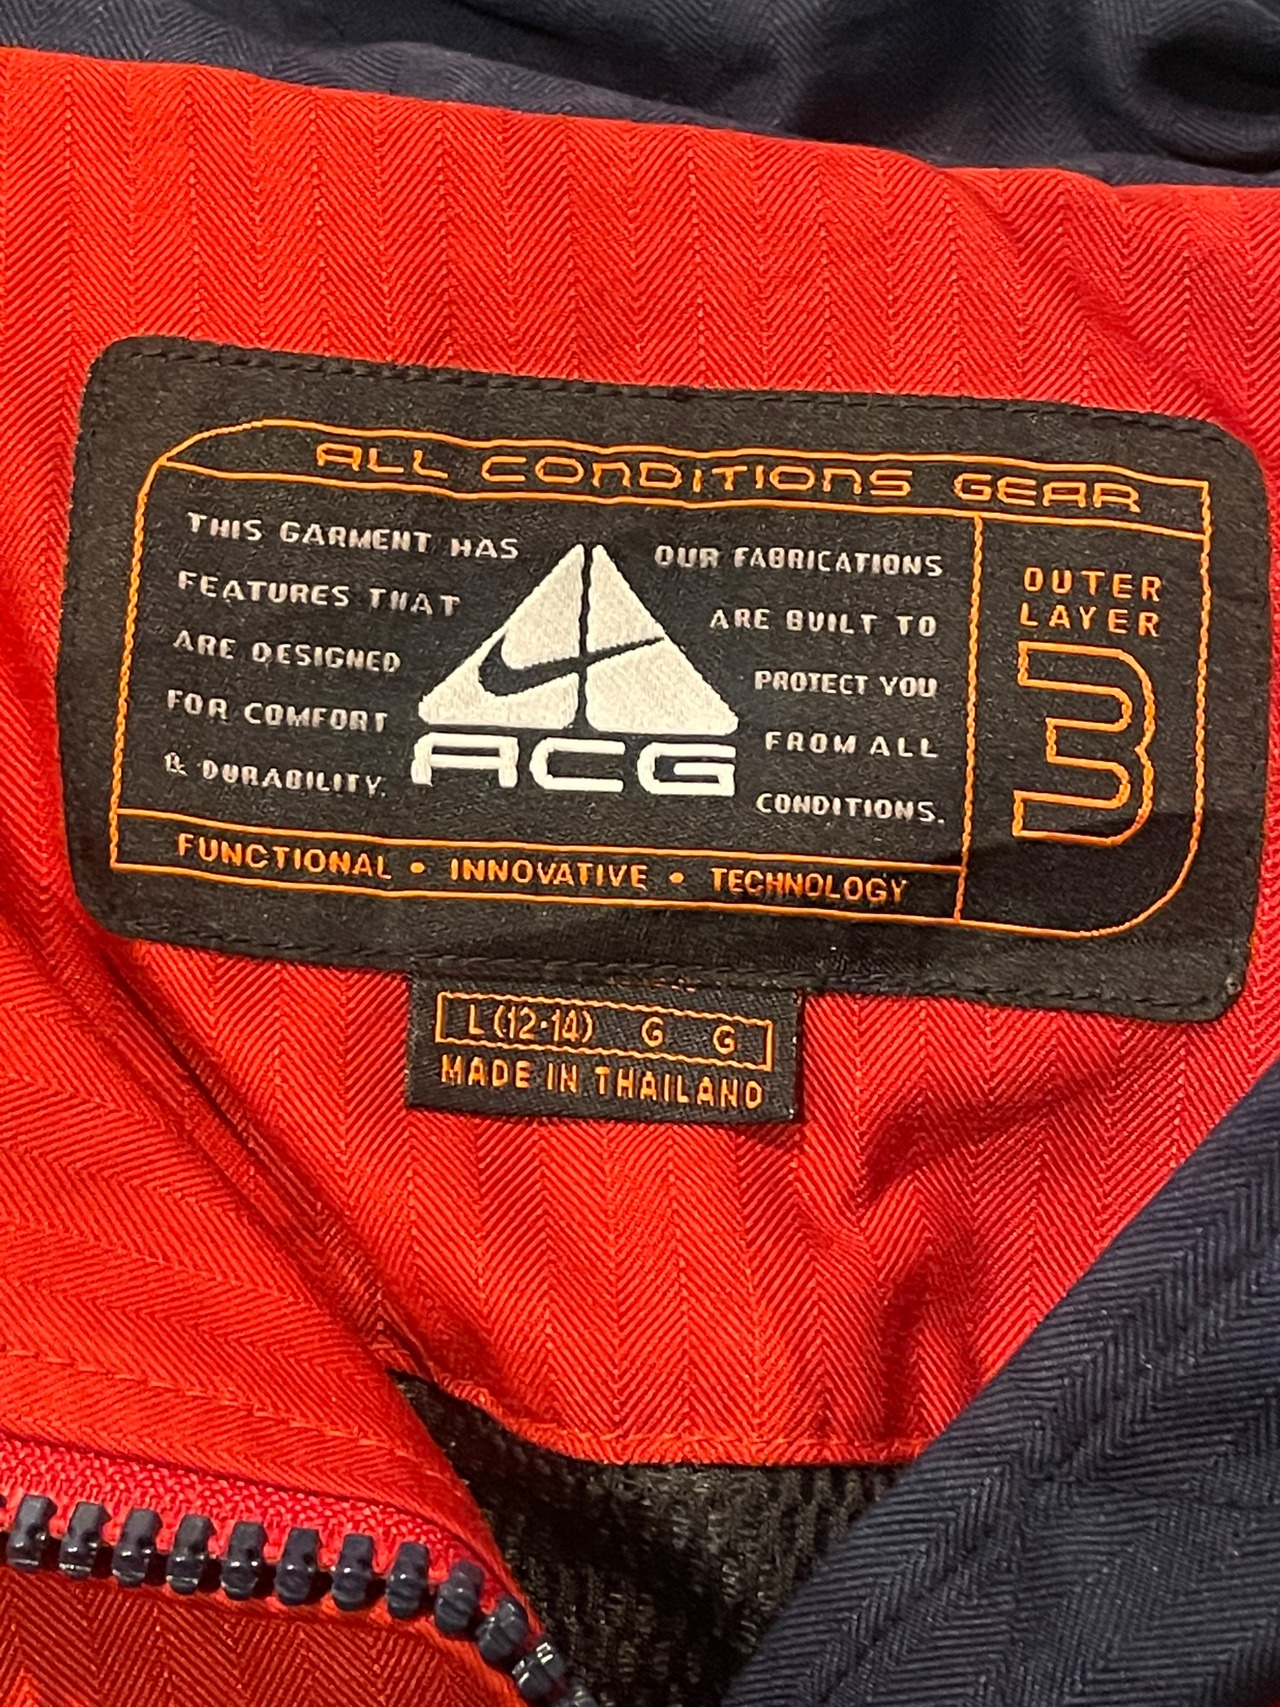 ALL CONDITIONS GEAR
THIS GARMENT HAS
FEATURES THAT
ARE DESIGNED
FOR COMFORT
& DURABILITY.
ACG
OUR FABRICATIONS
ARE BUILT TO
PROTECT YOU
FROM ALL
CONDITIONS.
OUTER
LAYER
3
FUNCTIONAL • INNOVATIVE • TECHNOLOGY
L (12-14) G G
MADE IN THAILAND